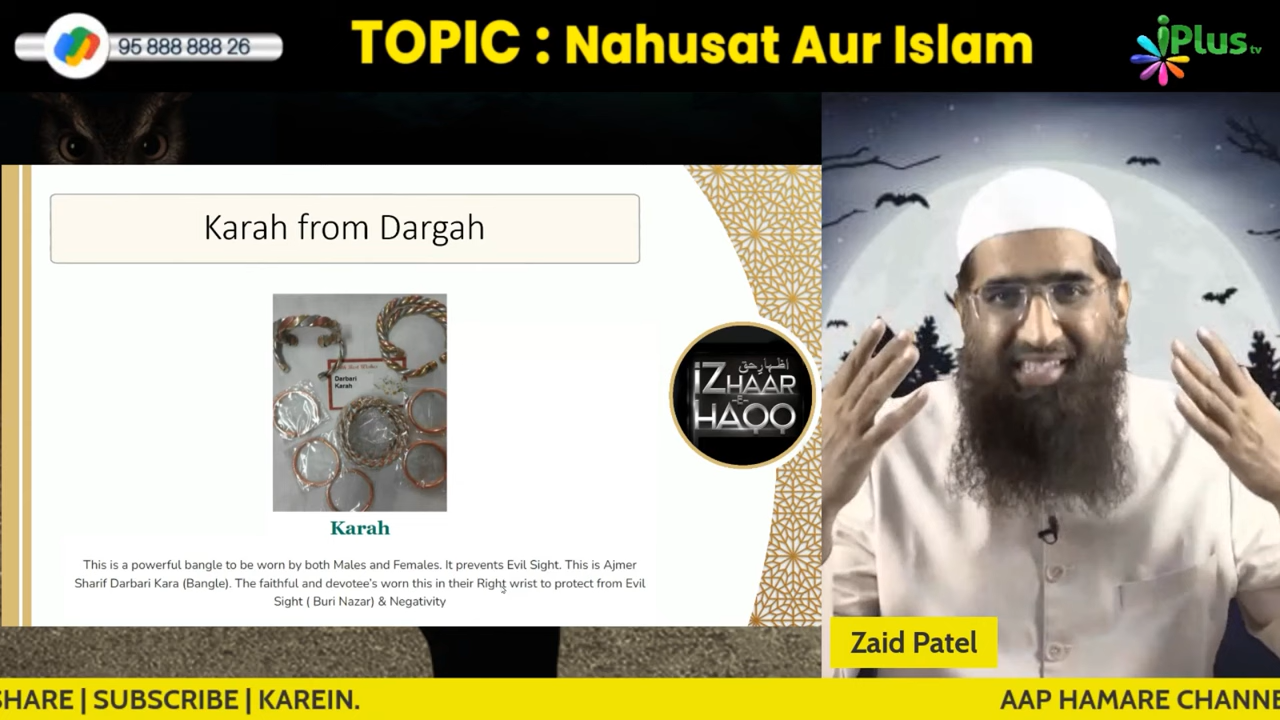 95 888 888 26
TOPIC : Nahusat Aur Islam
iPlus tv
Karah from Dargah
Darbari
Karah
اظہارِ حق
iZHAAR
-E-
HAQQ
Karah
This is a powerful bangle to be worn by both Males and Females. It prevents Evil Sight. This is Ajmer
Sharif Darbari Kara (Bangle). The faithful and devotee's worn this in their Right wrist to protect from Evil
Sight ( Buri Nazar) & Negativity
Zaid Patel
SHARE | SUBSCRIBE | KAREIN.
AAP HAMARE CHANNE